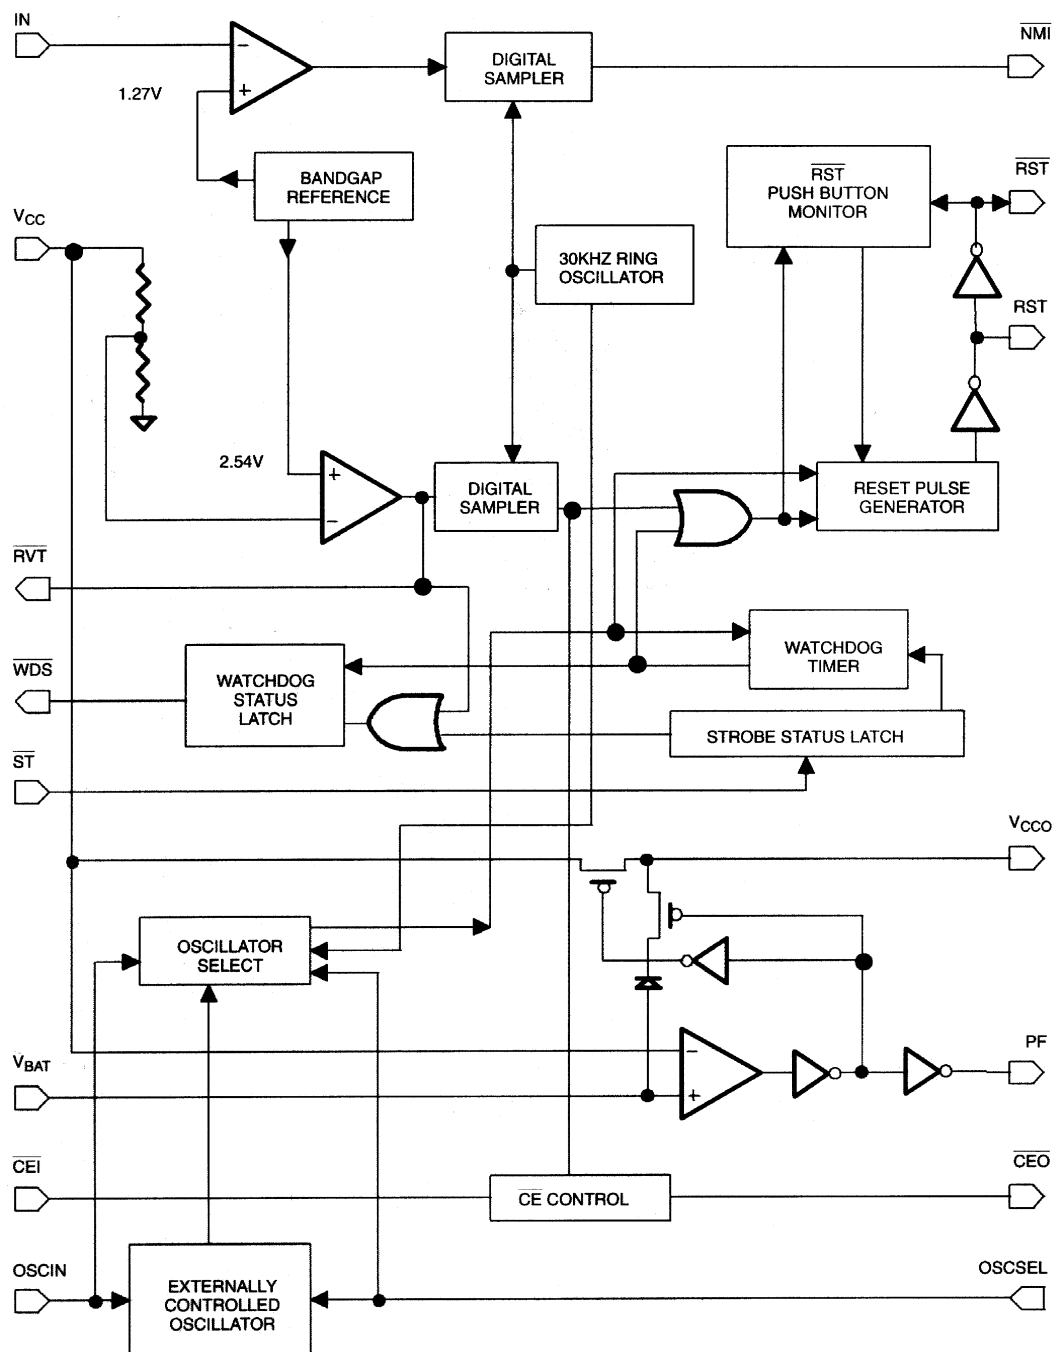 IN
NMI
DIGITAL
SAMPLER
−
+
1.27V
BANDGAP
REFERENCE
RST
PUSH BUTTON
MONITOR
RST
VCC
30KHZ RING
OSCILLATOR
RST
2.54V
+
−
DIGITAL
SAMPLER
RESET PULSE
GENERATOR
RVT
WATCHDOG
TIMER
WDS
WATCHDOG
STATUS
LATCH
STROBE STATUS LATCH
ST
VCCO
OSCILLATOR
SELECT
VBAT
−
+
PF
CEI
CE CONTROL
CEO
OSCIN
EXTERNALLY
CONTROLLED
OSCILLATOR
OSCSEL